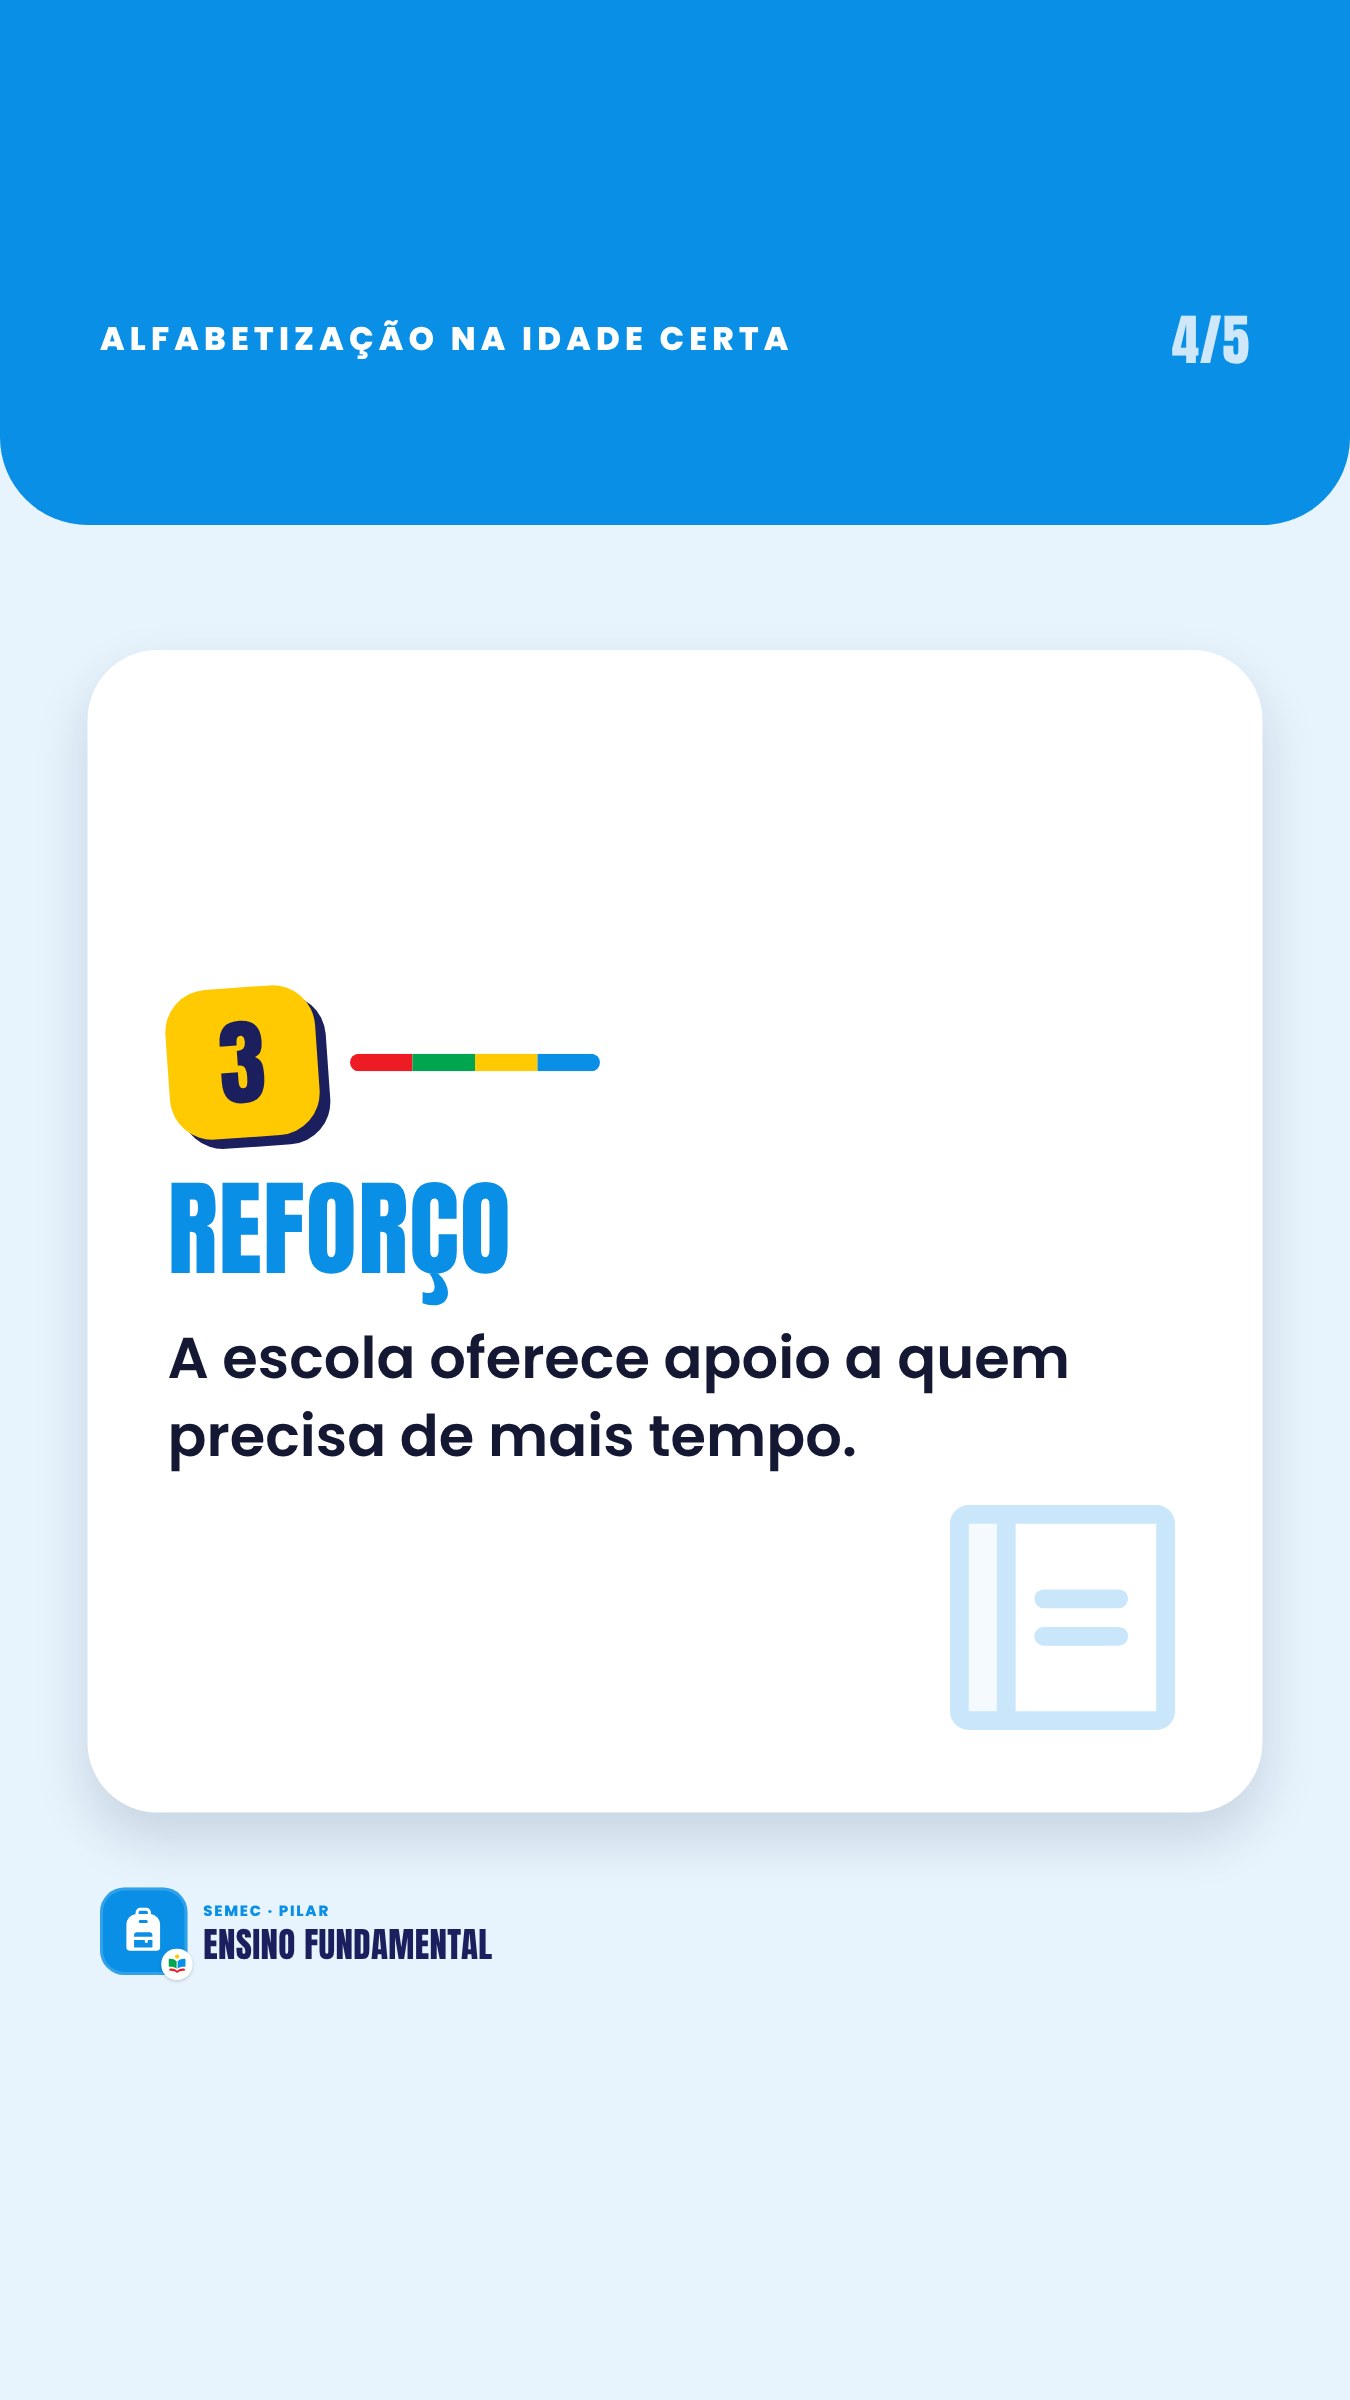 ALFABETIZAÇÃO NA IDADE CERTA
4/5
3
REFORÇO
A escola oferece apoio a quem
precisa de mais tempo.
SEMEC · PILAR
ENSINO FUNDAMENTAL